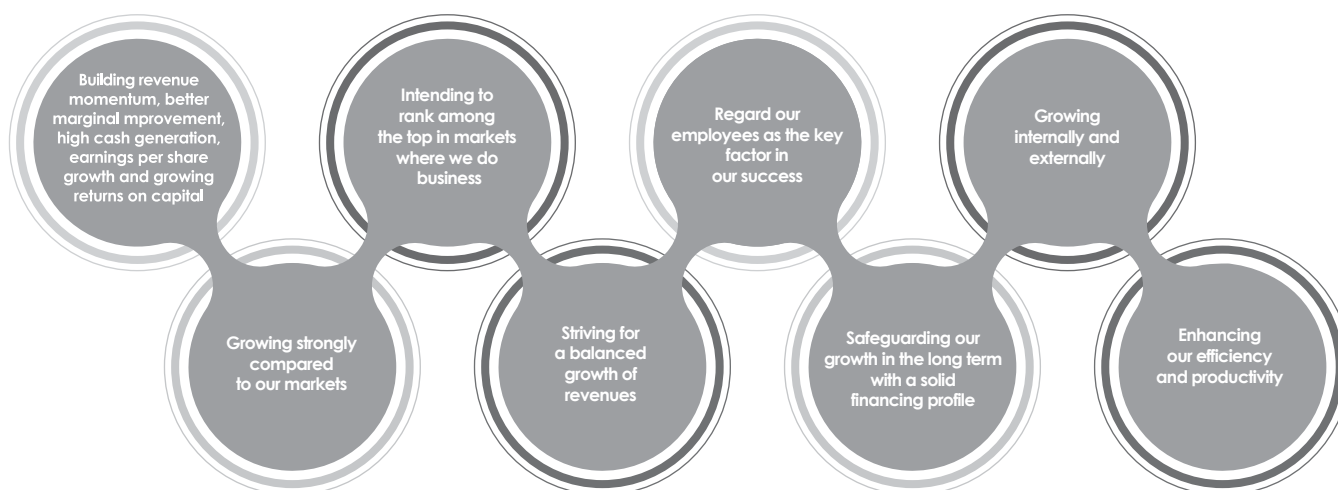 Building revenue
momentum, better
marginal mprovement,
high cash generation,
earnings per share
growth and growing
returns on capital
Growing strongly
compared
to our markets
Intending to
rank among
the top in markets
where we do
business
Striving for
a balanced
growth of
revenues
Regard our
employees as the key
factor in
our success
Safeguarding our
growth in the long term
with a solid
financing profile
Growing
internally and
externally
Enhancing
our efficiency
and productivity